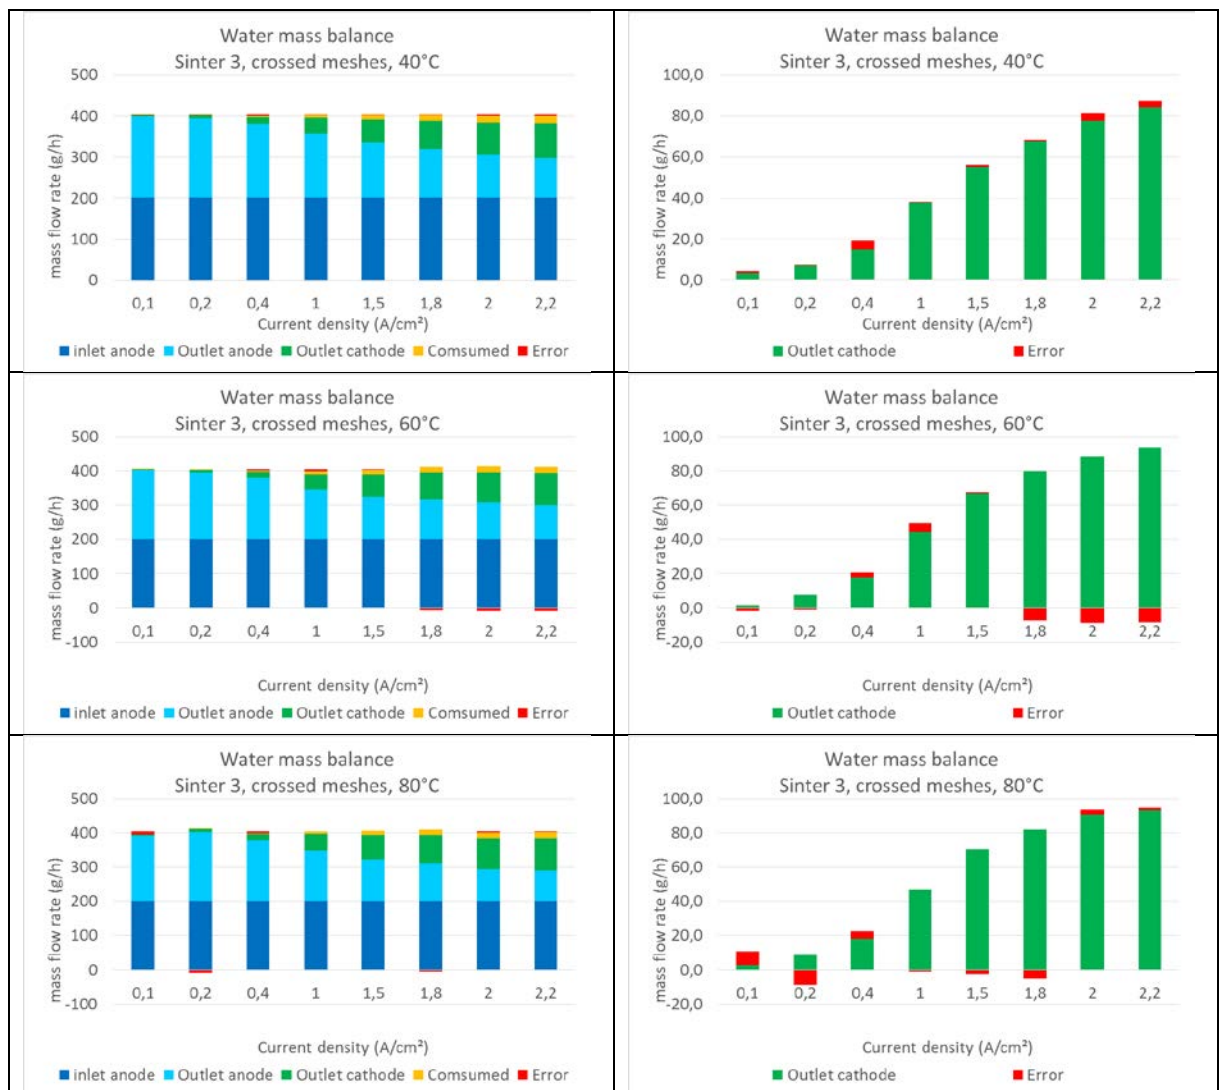 Water mass balance
Sinter 3, crossed meshes, 40°C
500
400
300
200
100
0
mass flow rate (g/h)
0,1 0,2 0,4 1 1,5 1,8 2 2,2
Current density (A/cm²)
inlet anode Outlet anode Outlet cathode Comsumed Error
Water mass balance
Sinter 3, crossed meshes, 40°C
100,0
80,0
60,0
40,0
20,0
0,0
mass flow rate (g/h)
0,1 0,2 0,4 1 1,5 1,8 2 2,2
Current density (A/cm²)
Outlet cathode Error
Water mass balance
Sinter 3, crossed meshes, 60°C
500
400
300
200
100
0
-100
mass flow rate (g/h)
0,1 0,2 0,4 1 1,5 1,8 2 2,2
Current density (A/cm²)
inlet anode Outlet anode Outlet cathode Comsumed Error
Water mass balance
Sinter 3, crossed meshes, 60°C
100,0
80,0
60,0
40,0
20,0
0,0
-20,0
mass flow rate (g/h)
0,1 0,2 0,4 1 1,5 1,8 2 2,2
Current density (A/cm²)
Outlet cathode Error
Water mass balance
Sinter 3, crossed meshes, 80°C
500
400
300
200
100
0
-100
mass flow rate (g/h)
0,1 0,2 0,4 1 1,5 1,8 2 2,2
Current density (A/cm²)
inlet anode Outlet anode Outlet cathode Comsumed Error
Water mass balance
Sinter 3, crossed meshes, 80°C
100,0
80,0
60,0
40,0
20,0
0,0
-20,0
mass flow rate (g/h)
0,1 0,2 0,4 1 1,5 1,8 2 2,2
Current density (A/cm²)
Outlet cathode Error